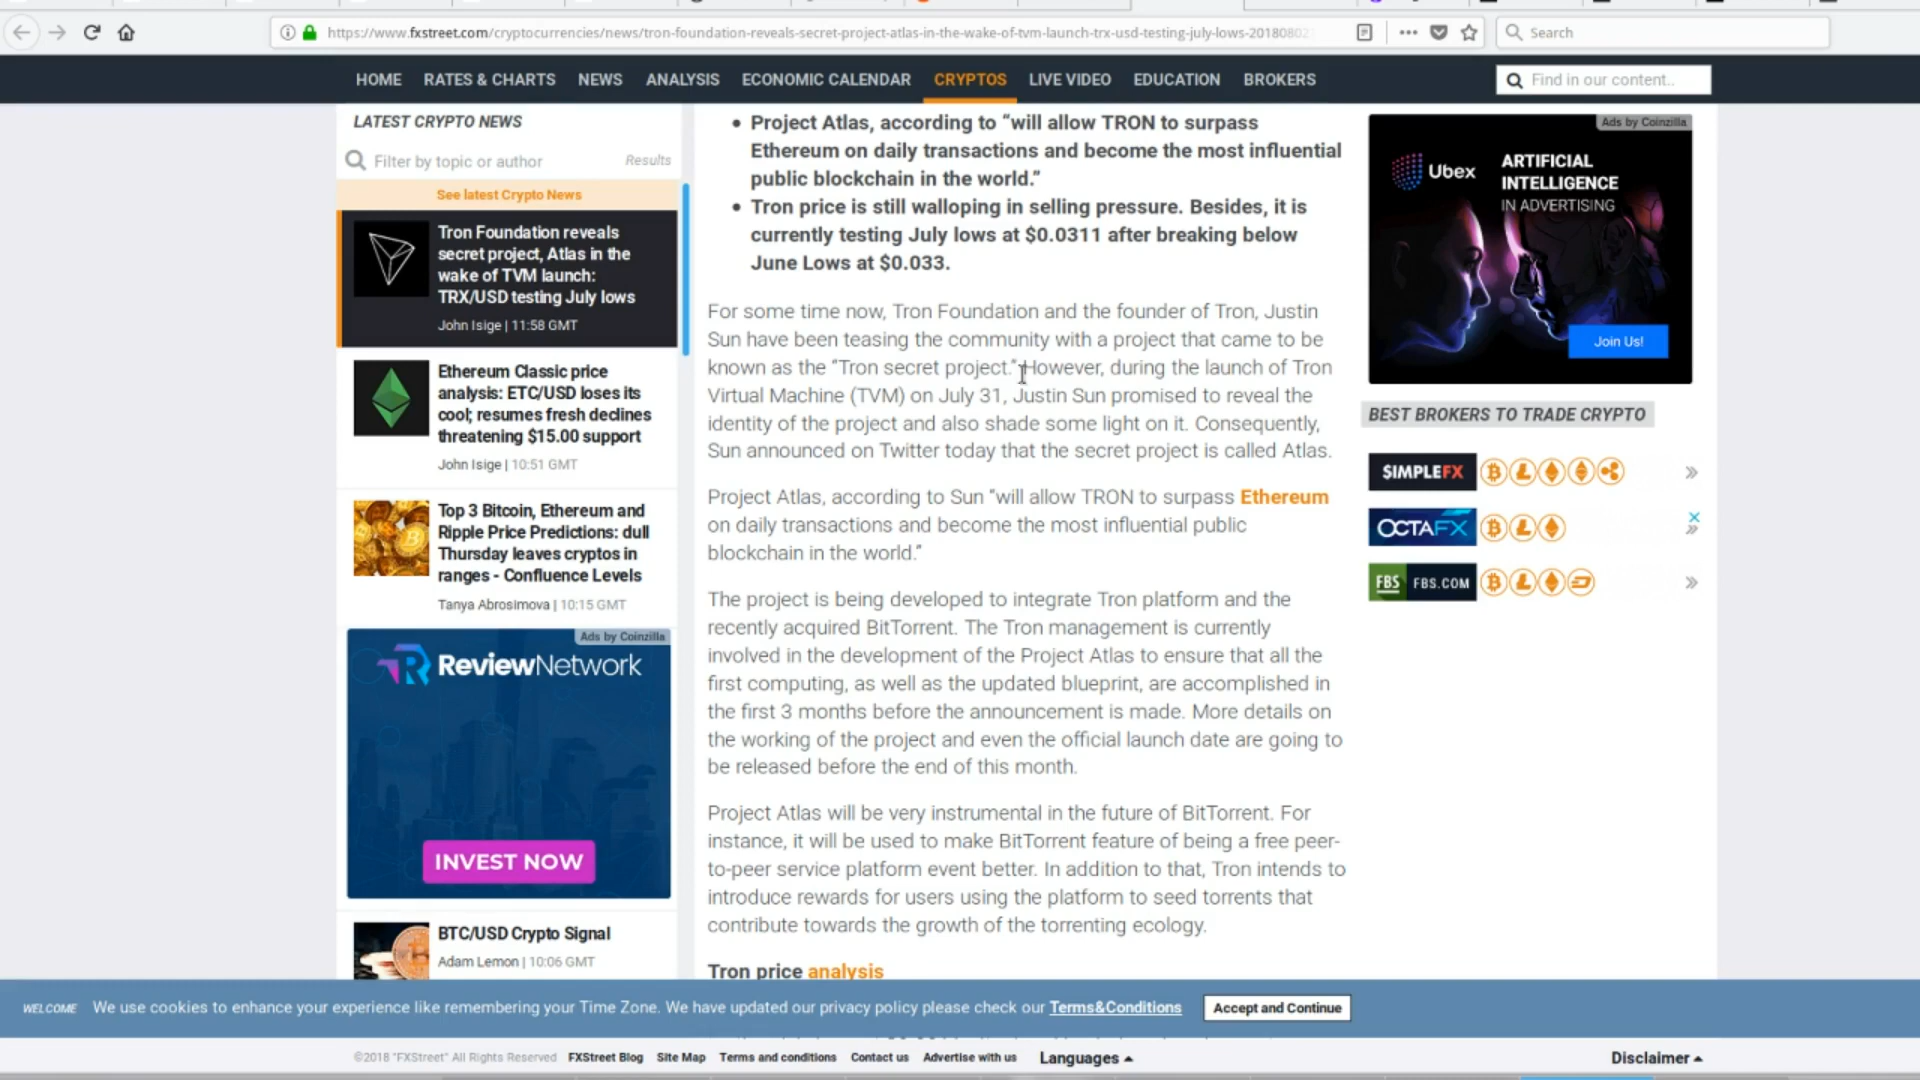 https://www.fxstreet.com/cryptocurrencies/news/tron-foundation-reveals-secret-project-atlas-in-the-wake-of-tvm-launch-trx-usd-testing-july-lows-20180802
Search
HOME RATES & CHARTS NEWS ANALYSIS ECONOMIC CALENDAR CRYPTOS LIVE VIDEO EDUCATION BROKERS
Find in our content..
LATEST CRYPTO NEWS
Filter by topic or author Results
See latest Crypto News
Tron Foundation reveals
secret project, Atlas in the
wake of TVM launch:
TRX/USD testing July lows
John Isige | 11:58 GMT
Ethereum Classic price
analysis: ETC/USD loses its
cool; resumes fresh declines
threatening $15.00 support
John Isige | 10:51 GMT
Top 3 Bitcoin, Ethereum and
Ripple Price Predictions: dull
Thursday leaves cryptos in
ranges - Confluence Levels
Tanya Abrosimova | 10:15 GMT
Ads by Coinzilla
ReviewNetwork
INVEST NOW
BTC/USD Crypto Signal
Adam Lemon | 10:06 GMT
• Project Atlas, according to “will allow TRON to surpass
Ethereum on daily transactions and become the most influential
public blockchain in the world.”
• Tron price is still walloping in selling pressure. Besides, it is
currently testing July lows at $0.0311 after breaking below
June Lows at $0.033.
For some time now, Tron Foundation and the founder of Tron, Justin
Sun have been teasing the community with a project that came to be
known as the “Tron secret project.” However, during the launch of Tron
Virtual Machine (TVM) on July 31, Justin Sun promised to reveal the
identity of the project and also shade some light on it. Consequently,
Sun announced on Twitter today that the secret project is called Atlas.
Project Atlas, according to Sun “will allow TRON to surpass Ethereum
on daily transactions and become the most influential public
blockchain in the world.”
The project is being developed to integrate Tron platform and the
recently acquired BitTorrent. The Tron management is currently
involved in the development of the Project Atlas to ensure that all the
first computing, as well as the updated blueprint, are accomplished in
the first 3 months before the announcement is made. More details on
the working of the project and even the official launch date are going to
be released before the end of this month.
Project Atlas will be very instrumental in the future of BitTorrent. For
instance, it will be used to make BitTorrent feature of being a free peer-
to-peer service platform event better. In addition to that, Tron intends to
introduce rewards for users using the platform to seed torrents that
contribute towards the growth of the torrenting ecology.
Tron price analysis
Ads by Coinzilla
Ubex
ARTIFICIAL
INTELLIGENCE
IN ADVERTISING
Join Us!
BEST BROKERS TO TRADE CRYPTO
SIMPLEFX
OCTAFX
FBS FBS.COM
WELCOME We use cookies to enhance your experience like remembering your Time Zone. We have updated our privacy policy please check our Terms&Conditions Accept and Continue
©2018 "FXStreet" All Rights Reserved FXStreet Blog Site Map Terms and conditions Contact us Advertise with us Languages Disclaimer